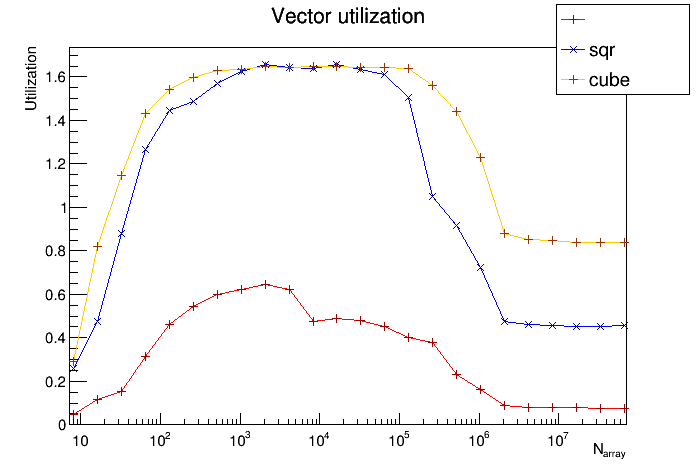 Vector utilization
sqr
cube
Utilization
1.6
1.4
1.2
1
0.8
0.6
0.4
0.2
0
10 10² 10³ 10⁴ 10⁵ 10⁶ 10⁷
N_array